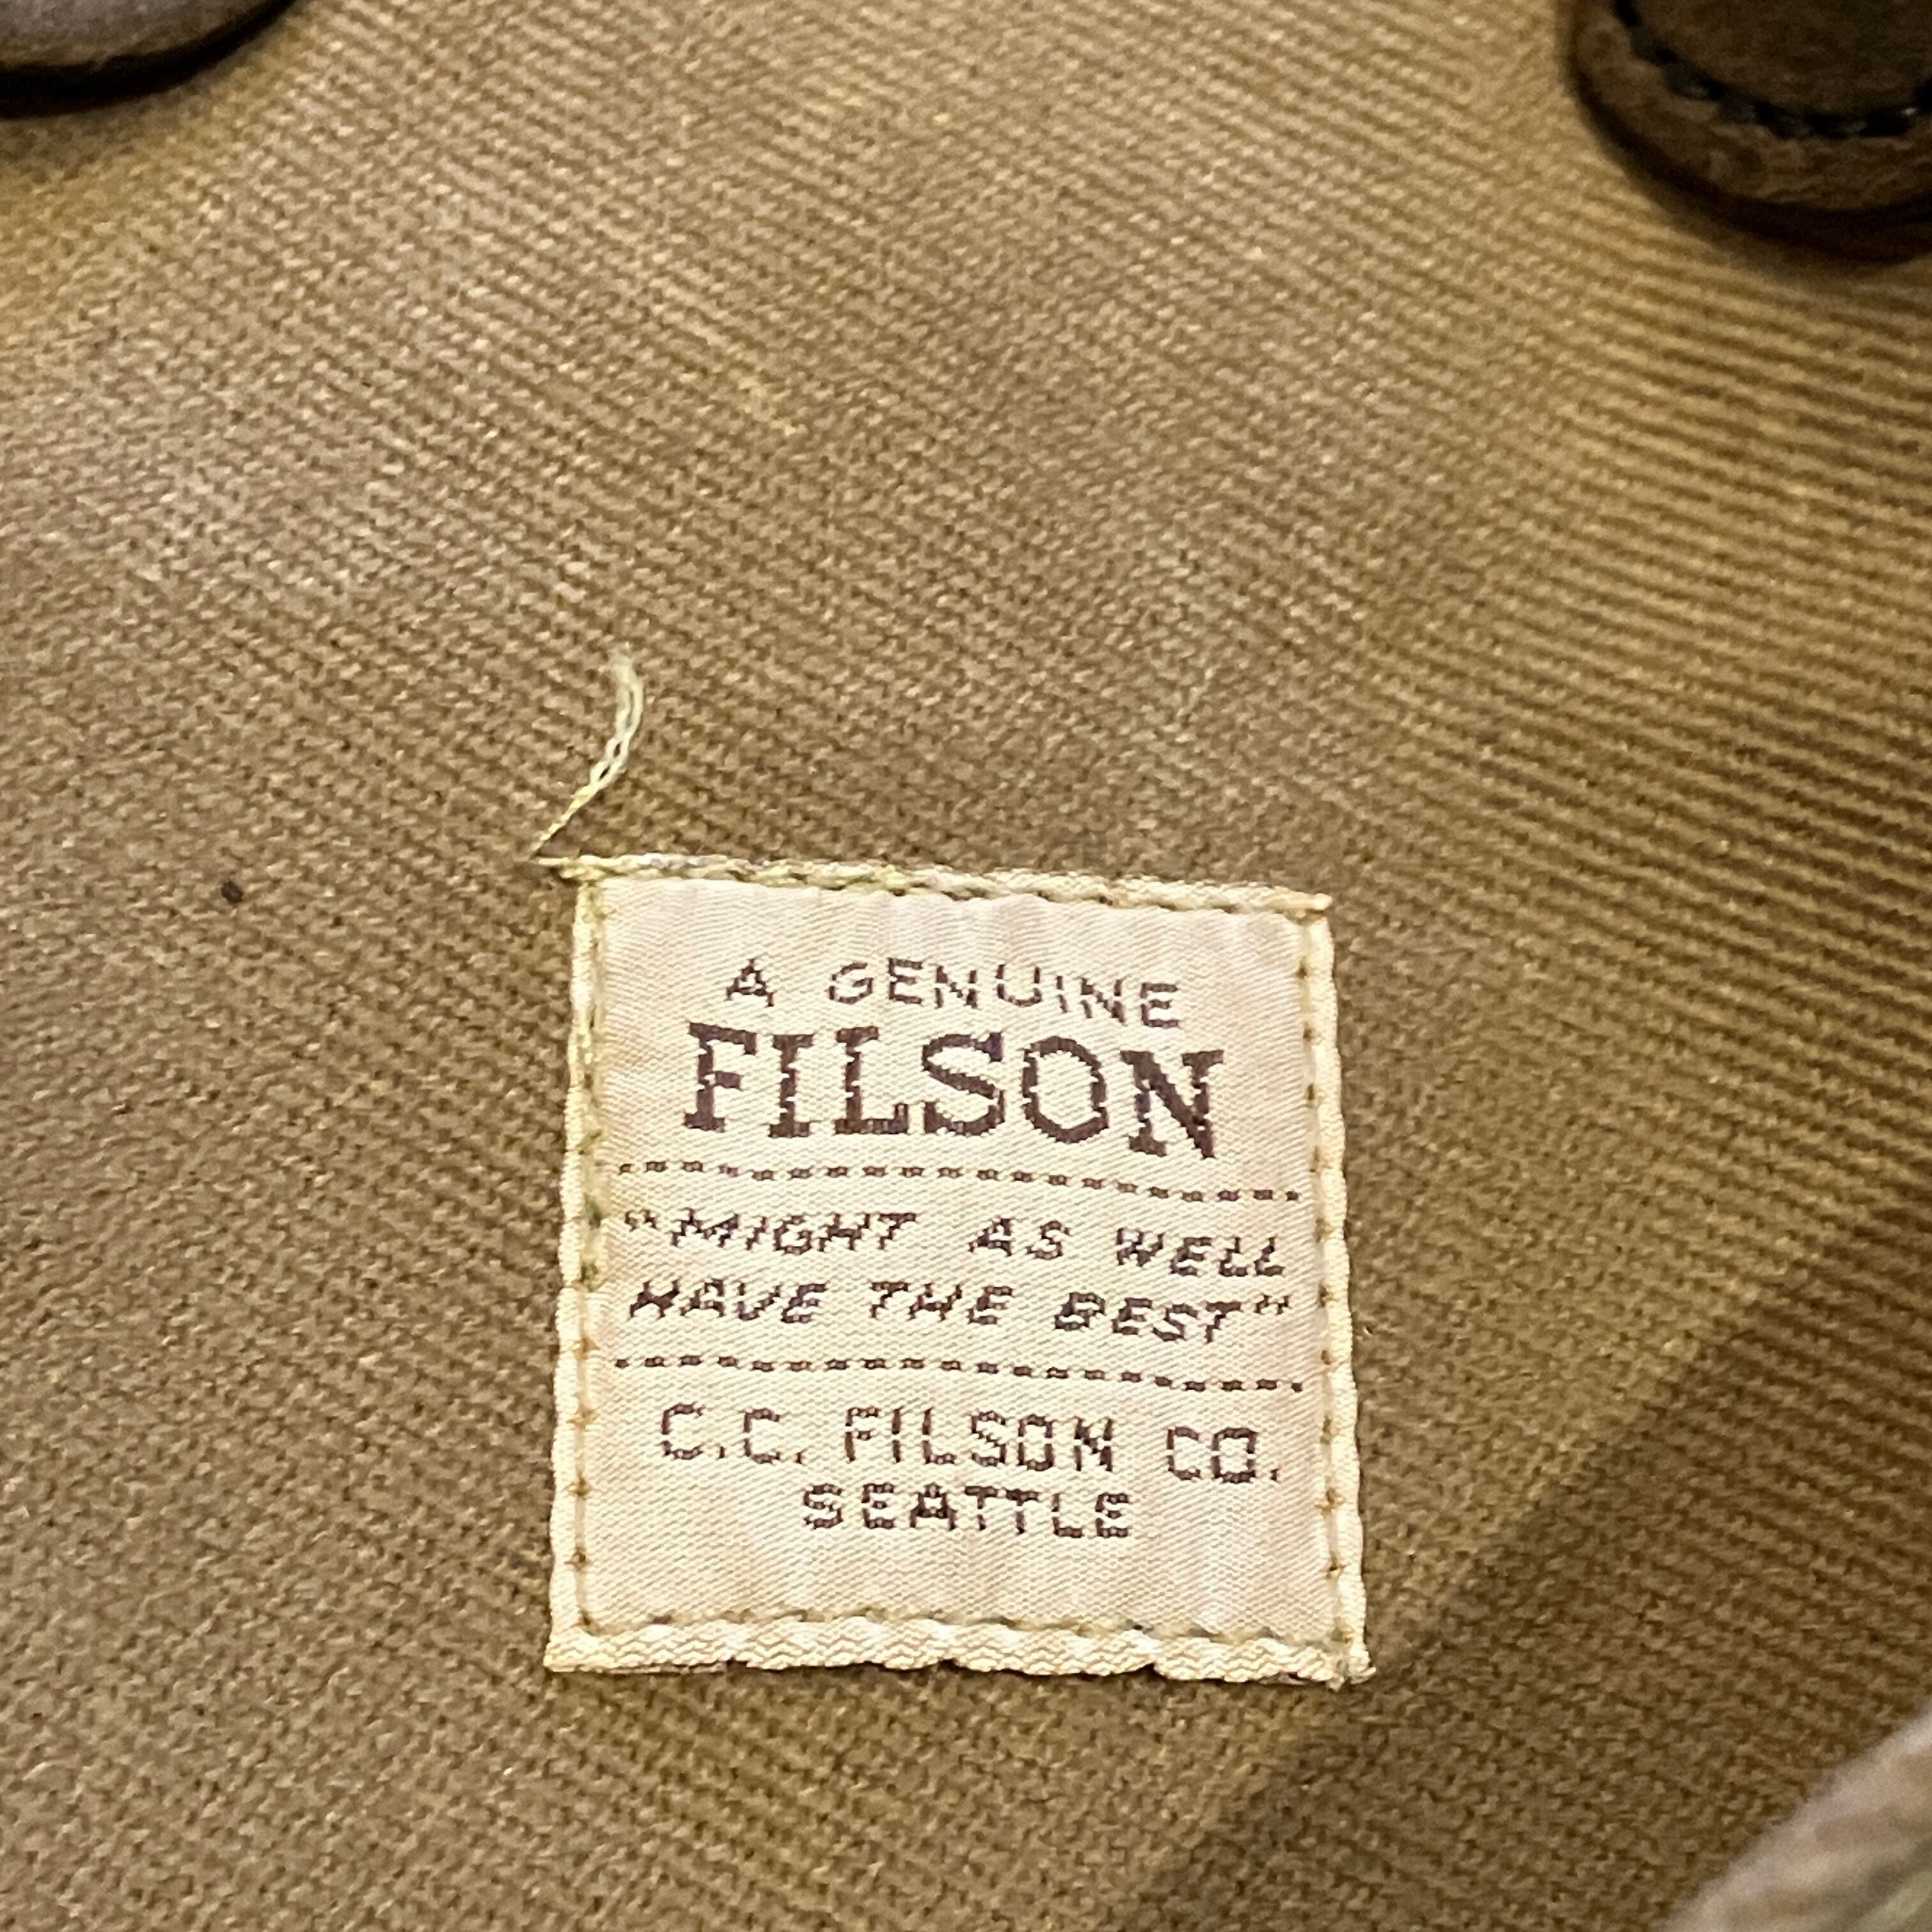 A GENUINE
FILSON
"MIGHT AS WELL
HAVE THE BEST"
C.C. FILSON CO.
SEATTLE